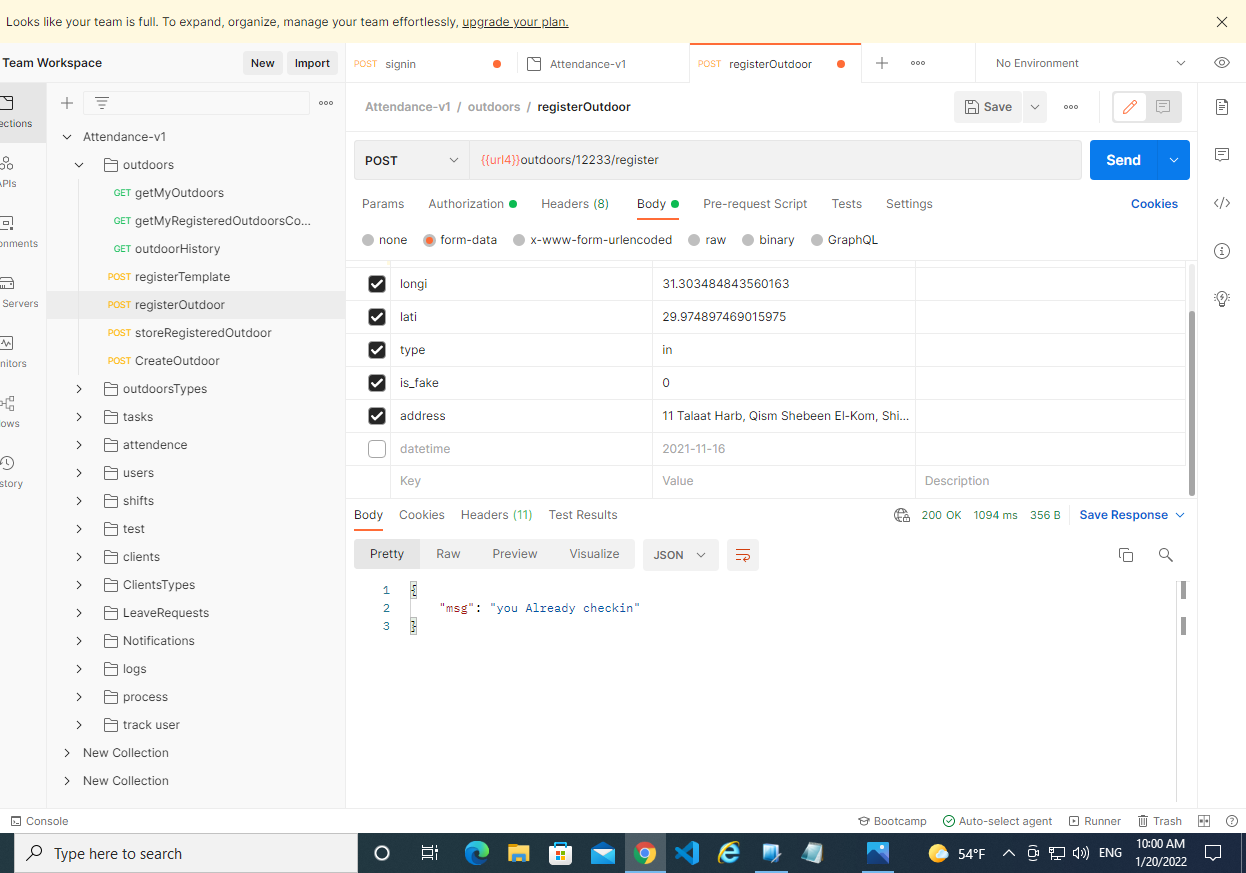 Looks like your team is full. To expand, organize, manage your team effortlessly, upgrade your plan.
Team Workspace New Import
POST signin Attendance-v1 POST registerOutdoor No Environment
Attendance-v1 / outdoors / registerOutdoor Save
POST {{url4}}outdoors/12233/register Send
Params Authorization Headers (8) Body Pre-request Script Tests Settings Cookies
none form-data x-www-form-urlencoded raw binary GraphQL
longi 31.303484843560163
lati 29.974897469015975
type in
is_fake 0
address 11 Talaat Harb, Qism Shebeen El-Kom, Shi...
datetime 2021-11-16
Key Value Description
Body Cookies Headers (11) Test Results 200 OK 1094 ms 356 B Save Response
Pretty Raw Preview Visualize JSON
1 {
2 "msg": "you Already checkin"
3 }
ections
PIs
onments
Servers
nitors
ows
story
Attendance-v1
outdoors
GET getMyOutdoors
GET getMyRegisteredOutdoorsCo...
GET outdoorHistory
POST registerTemplate
POST registerOutdoor
POST storeRegisteredOutdoor
POST CreateOutdoor
outdoorsTypes
tasks
attendence
users
shifts
test
clients
ClientsTypes
LeaveRequests
Notifications
logs
process
track user
New Collection
New Collection
Console Bootcamp Auto-select agent Runner Trash
Type here to search 54°F ENG 10:00 AM
1/20/2022